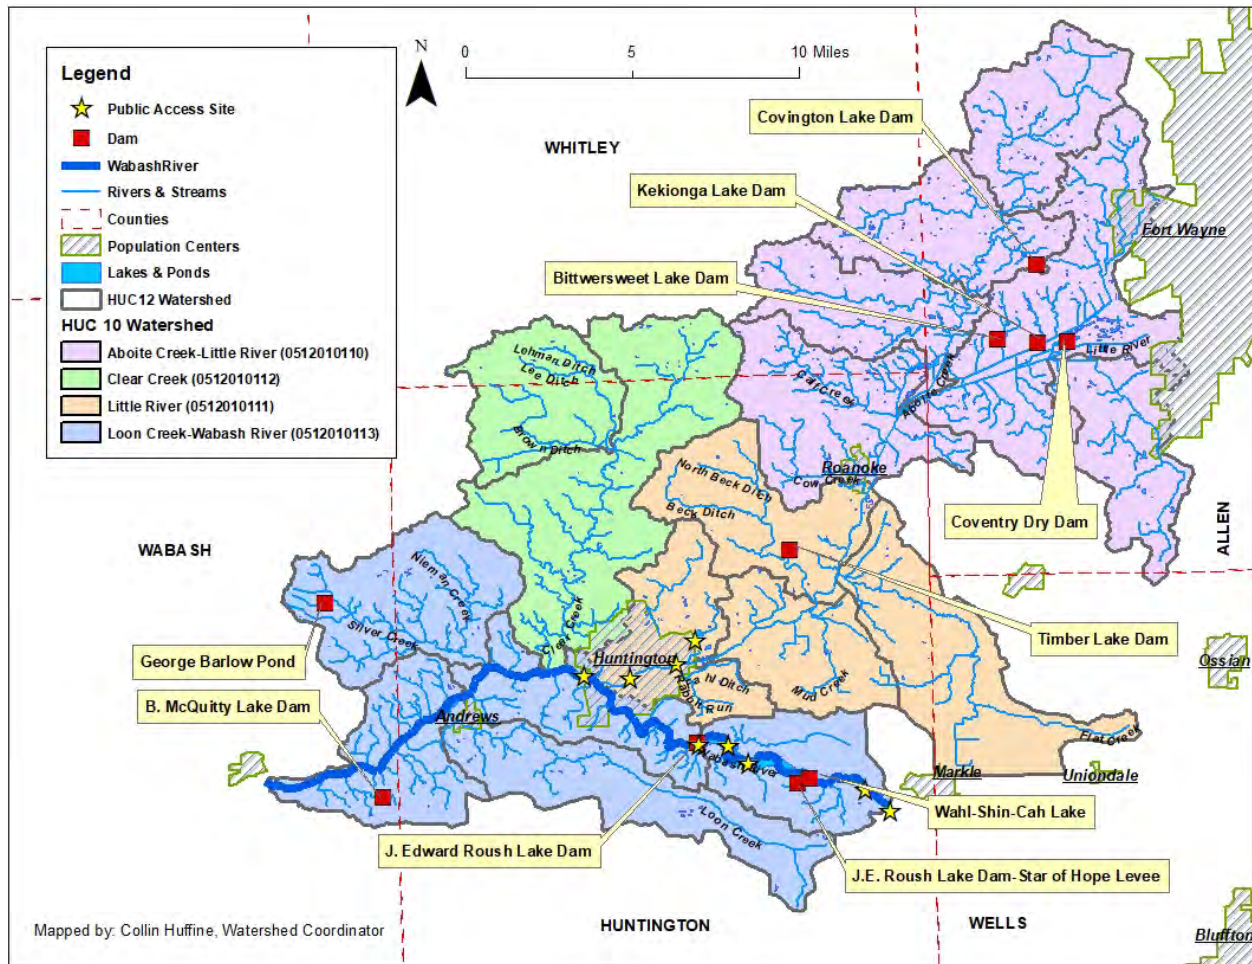 N
0 5 10 Miles
Legend
Public Access Site
Dam
WabashRiver
Rivers & Streams
Counties
Population Centers
Lakes & Ponds
HUC12 Watershed
HUC 10 Watershed
Aboite Creek-Little River (0512010110)
Clear Creek (0512010112)
Little River (0512010111)
Loon Creek-Wabash River (0512010113)
Covington Lake Dam
WHITLEY
Kekionga Lake Dam
Fort Wayne
Bittwersweet Lake Dam
Little River
Lohman Ditch
Lee Ditch
Calf Creek
Aboite Creek
Brown Ditch
North Beck Ditch
Roanoke
Cow Creek
Beck Ditch
Coventry Dry Dam
ALLEN
WABASH
Nieman Creek
Silver Creek
Clear Creek
Timber Lake Dam
George Barlow Pond
Huntington
Ossian
hl Ditch
Rabbit Run
Mud Creek
B. McQuitty Lake Dam
Andrews
Flat Creek
Wabash River
Markle
Uniondale
Loon Creek
Wahl-Shin-Cah Lake
J. Edward Roush Lake Dam
J.E. Roush Lake Dam-Star of Hope Levee
HUNTINGTON
WELLS
Mapped by: Collin Huffine, Watershed Coordinator
Bluffton